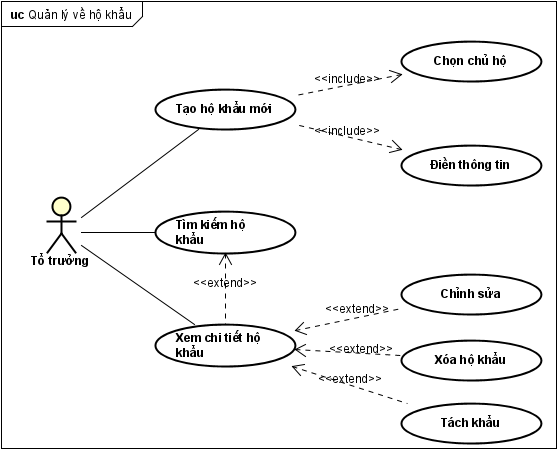 uc Quản lý về hộ khẩu
Chọn chủ hộ
<<include>>
Tạo hộ khẩu mới
<<include>>
Điền thông tin
Tìm kiếm hộ
khẩu
Tổ trưởng
<<extend>>
Chỉnh sửa
<<extend>>
Xem chi tiết hộ
khẩu
<<extend>>
Xóa hộ khẩu
<<extend>>
Tách khẩu